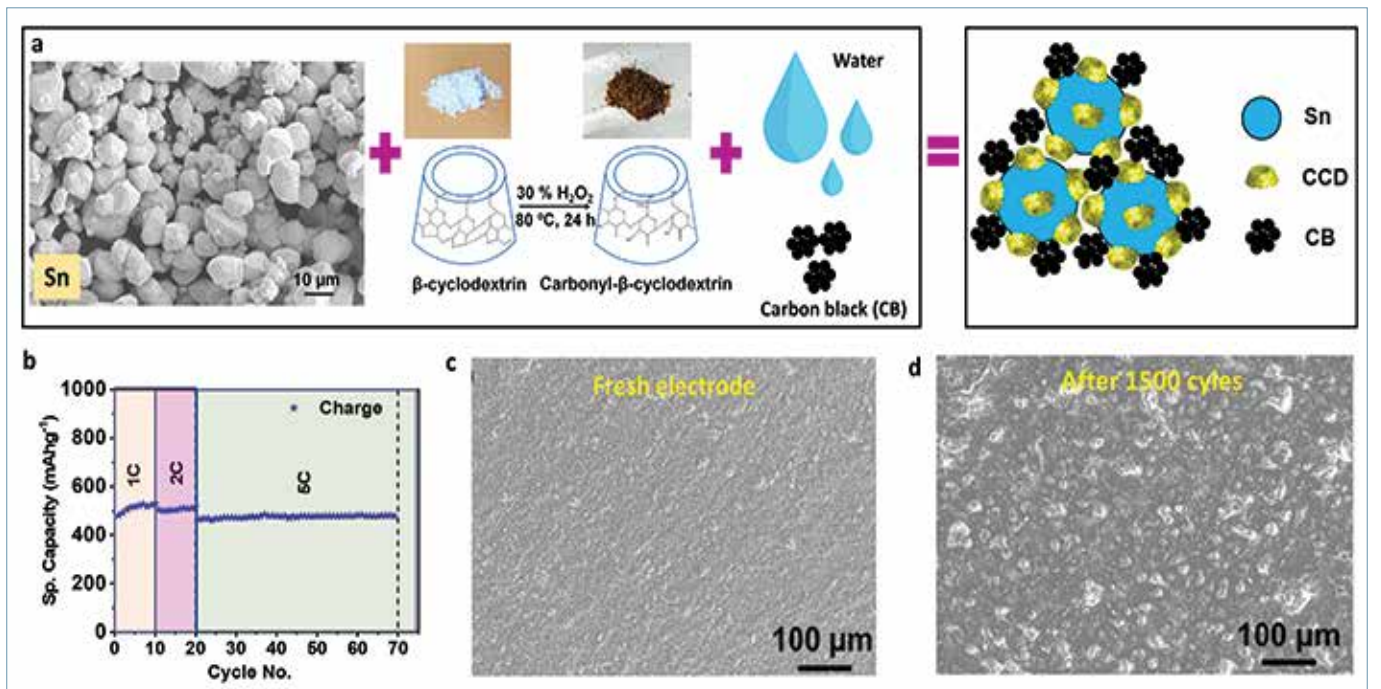 a
Sn
10 µm
30 % H₂O₂
80 ºC, 24 h
β-cyclodextrin
Carbonyl-β-cyclodextrin
Water
Carbon black (CB)
Sn
CCD
CB
b
1000
800
600
400
200
0
Sp. Capacity (mAhg⁻¹)
1C
2C
5C
Charge
0 10 20 30 40 50 60 70
Cycle No.
c
Fresh electrode
100 µm
d
After 1500 cyles
100 µm